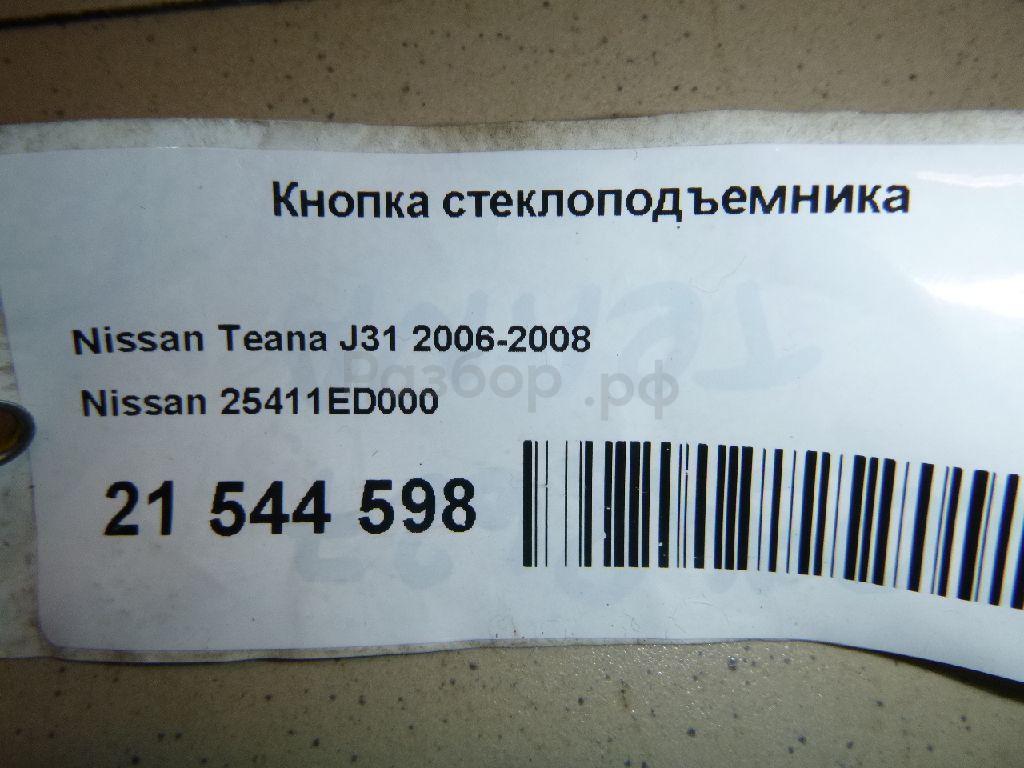 Кнопка стеклоподъемника
Nissan Teana J31 2006-2008
Разбор.рф
Nissan 25411ED000
21 544 598